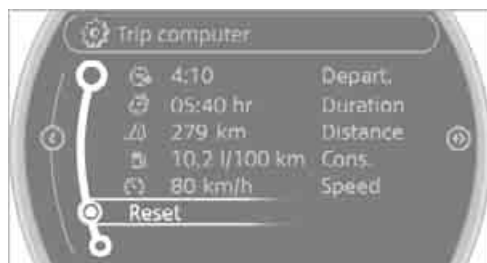 Trip computer
4:10 Depart.
05:40 hr Duration
279 km Distance
10,2 l/100 km Cons.
80 km/h Speed
Reset